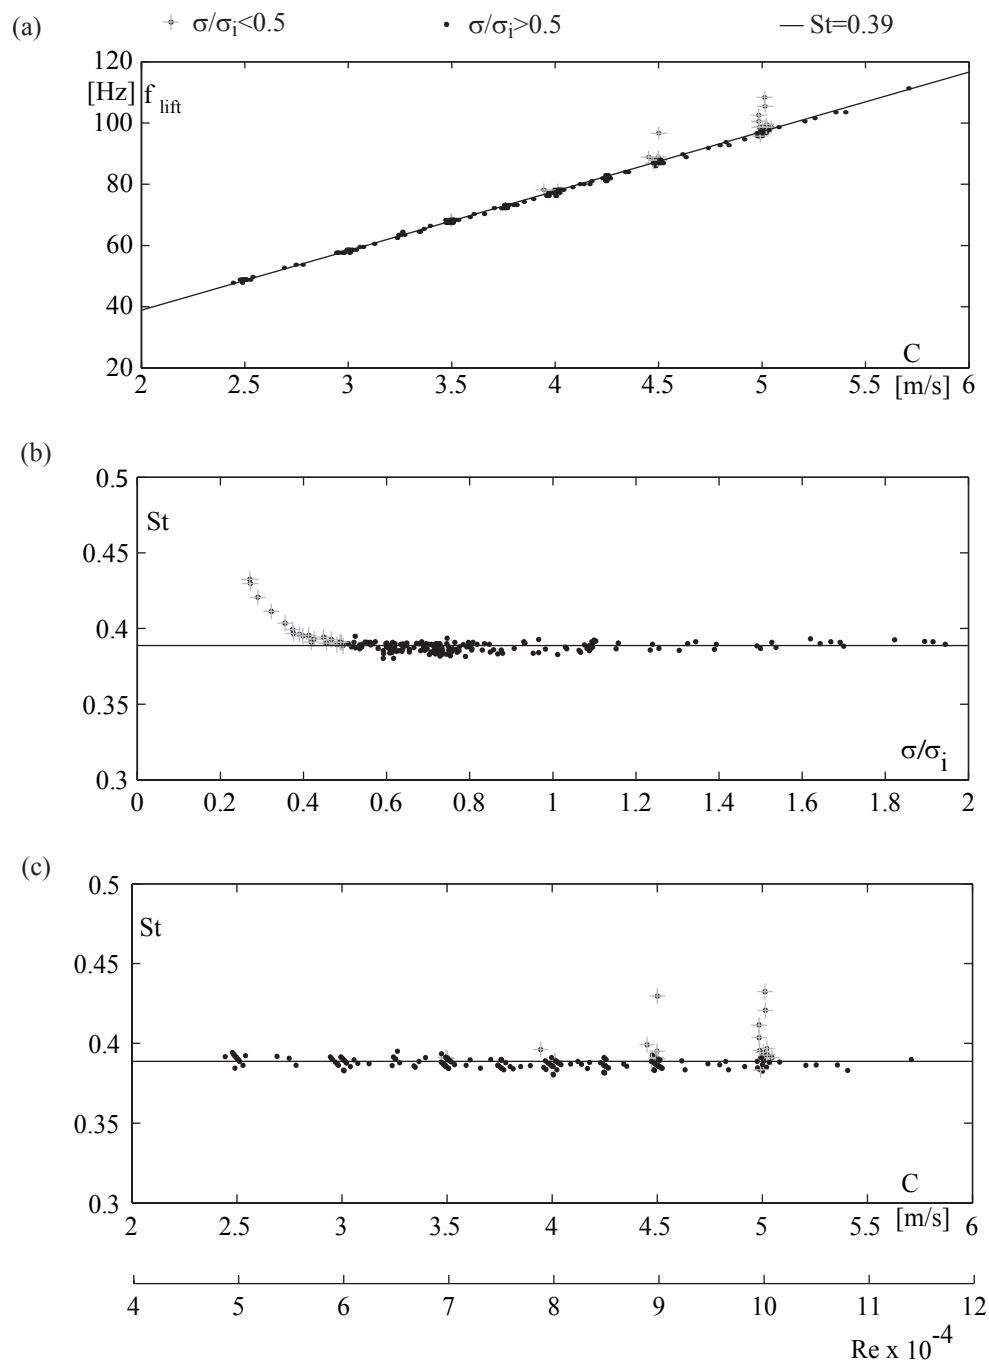 (a)
σ/σi<0.5 σ/σi>0.5 — St=0.39
120
[Hz] f lift
100
80
60
40
20
C
2 2.5 3 3.5 4 4.5 5 5.5 6
[m/s]
(b)
0.5
St
0.45
0.4
0.35
σ/σi
0.3
0 0.2 0.4 0.6 0.8 1 1.2 1.4 1.6 1.8 2
(c)
0.5
St
0.45
0.4
0.35
C
0.3
2 2.5 3 3.5 4 4.5 5 [m/s] 6
4 5 6 7 8 9 10 11 12
Re x 10-4